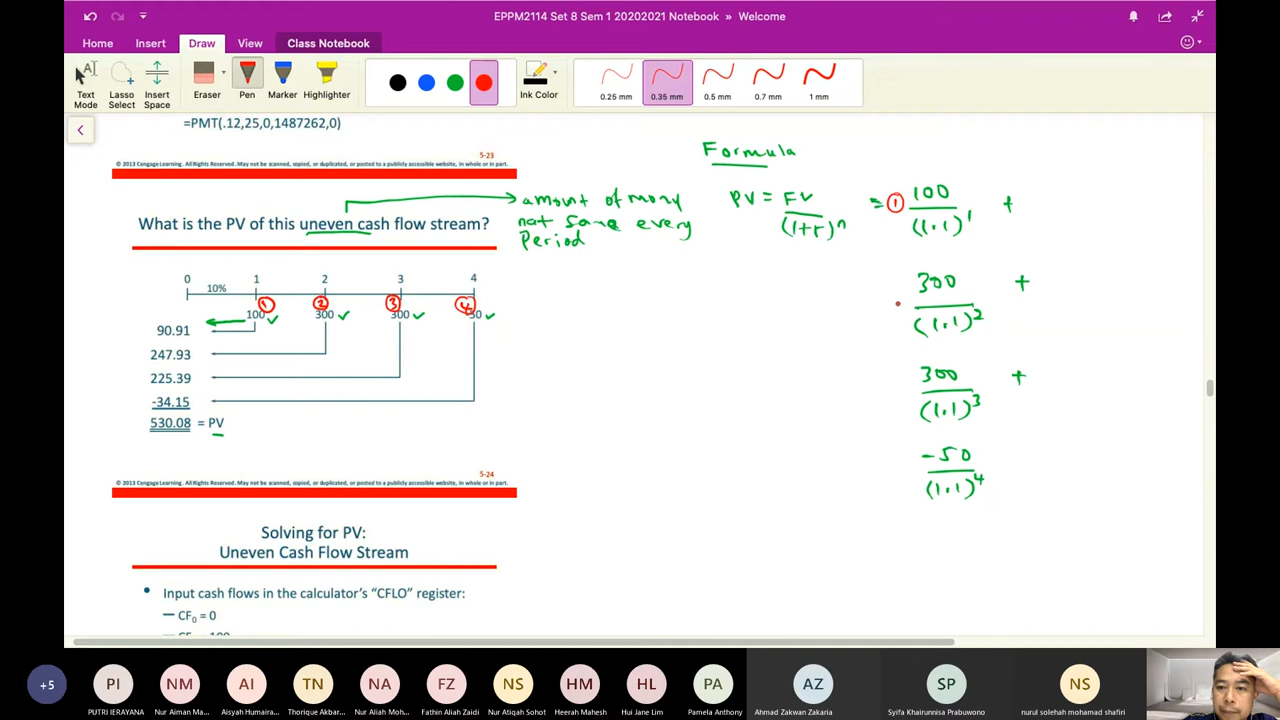 EPPM2114 Set 8 Sem 1 20202021 Notebook » Welcome
Home
Insert
Draw
View
Class Notebook
Text Mode
Lasso Select
Insert Space
Eraser
Pen
Marker
Highlighter
Ink Color
0.25 mm
0.35 mm
0.5 mm
0.7 mm
1 mm
=PMT(.12,25,0,1487262,0)
5-23
© 2013 Cengage Learning. All Rights Reserved. May not be scanned, copied, or duplicated, or posted to a publicly accessible website, in whole or in part.
What is the PV of this uneven cash flow stream?
amount of mony
not same every
Period
Formula
PV = FV
(1+r)^n
= ① 100 +
(1.1)^1
300 +
(1.1)^2
300 +
(1.1)^3
-50
(1.1)^4
0 1 2 3 4
10%
① ② ③ ④
100 ✓ 300 ✓ 300 ✓ 50 ✓
90.91
247.93
225.39
-34.15
530.08 = PV
5-24
© 2013 Cengage Learning. All Rights Reserved. May not be scanned, copied, or duplicated, or posted to a publicly accessible website, in whole or in part.
Solving for PV:
Uneven Cash Flow Stream
• Input cash flows in the calculator's “CFLO” register:
— CF0 = 0
+5
PI
PUTRI IERAYANA
NM
Nur Aiman Ma...
AI
Aisyah Humaira...
TN
Thorique Akbar...
NA
Nur Aliah Moh...
FZ
Fathin Aliah Zaidi
NS
Nur Atiqah Sohot
HM
Heerah Mahesh
HL
Hui Jane Lim
PA
Pamela Anthony
AZ
Ahmad Zakwan Zakaria
SP
Syifa Khairunnisa Prabuwono
NS
nurul solehah mohamad shafiri